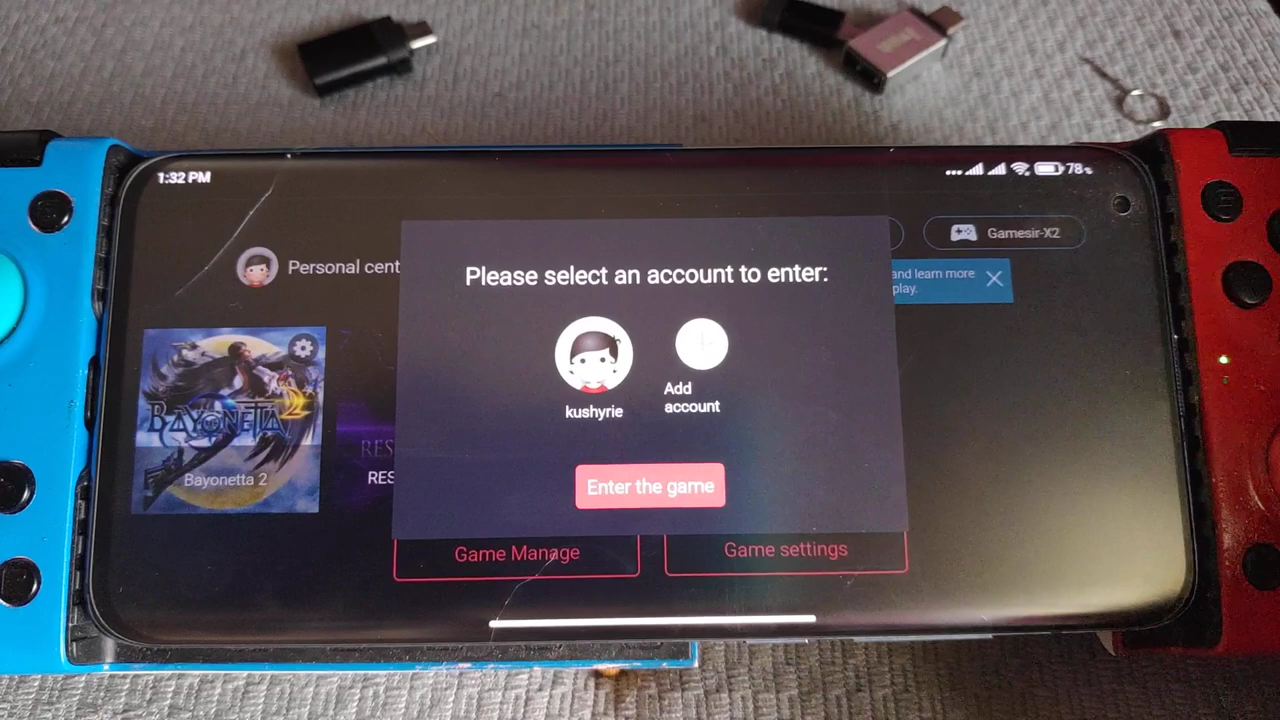 1:32 PM
78%
Gamesir-X2
Personal cent
and learn more
play.
Please select an account to enter:
kushyrie
Add
account
Enter the game
BAYONETTA 2
Bayonetta 2
RES
RES
Game Manage
Game settings